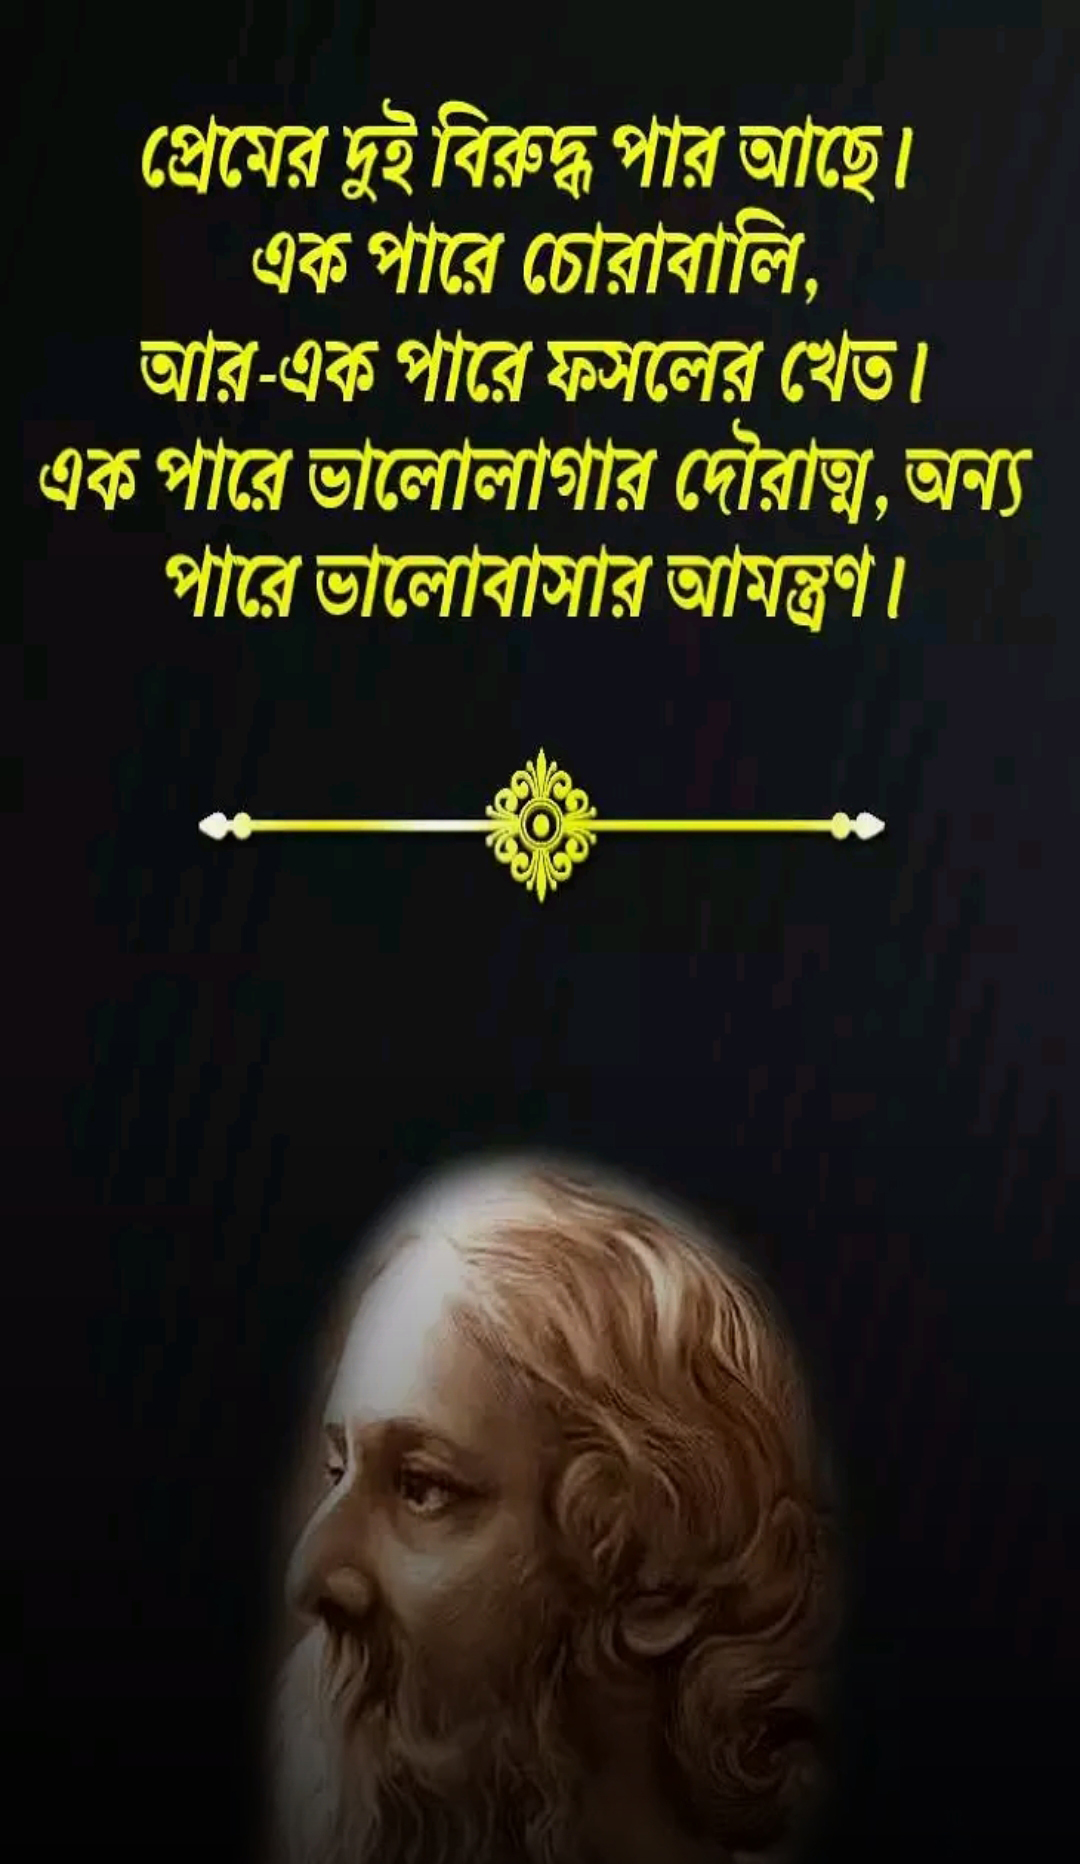 প্রেমের দুই বিরুদ্ধ পার আছে।
এক পারে চোরাবালি,
আর-এক পারে ফসলের খেত।
এক পারে ভালোলাগার দৌরাত্ম, অন্য
পারে ভালোবাসার আমন্ত্রণ।